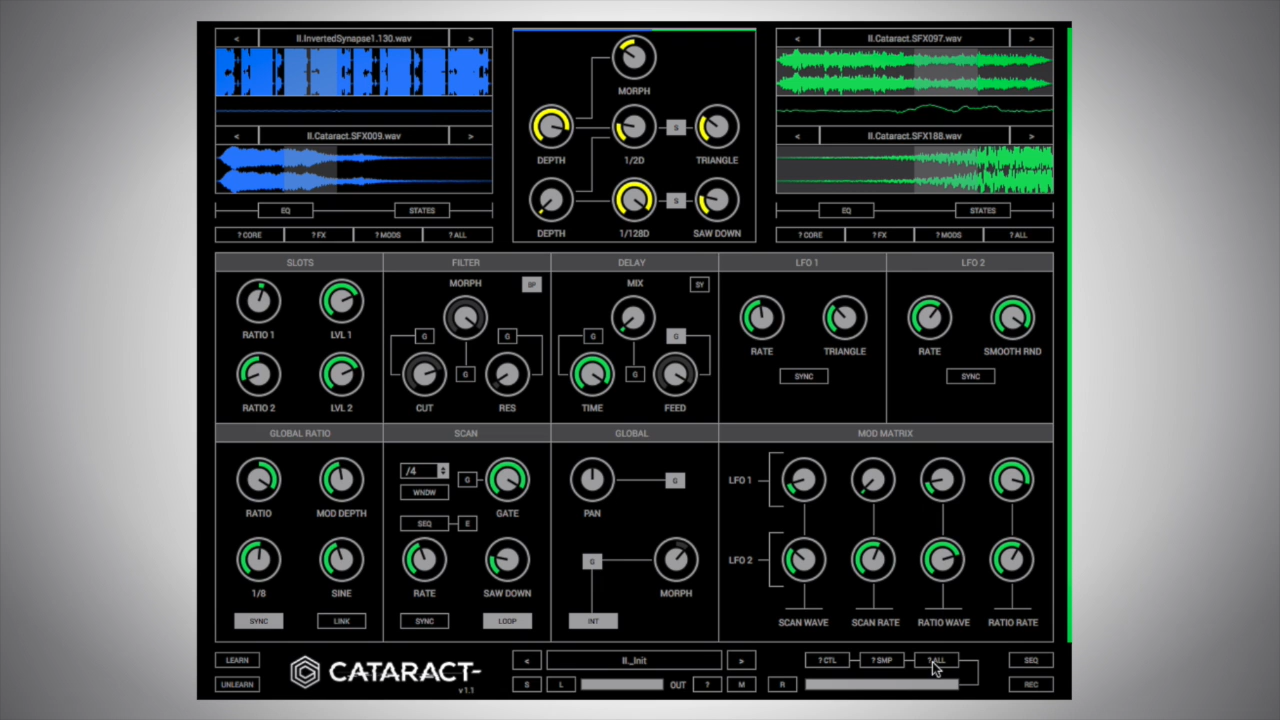 < II.InvertedSynapse1.130.wav >
MORPH
< II.Cataract.SFX097.wav >
< II.Cataract.SFX009.wav >
DEPTH 1/2D S TRIANGLE
< II.Cataract.SFX188.wav >
EQ STATES
DEPTH 1/128D S SAW DOWN
EQ STATES
? CORE ? FX ? MODS ? ALL
? CORE ? FX ? MODS ? ALL
SLOTS FILTER DELAY LFO 1 LFO 2
RATIO 1 LVL 1
RATIO 2 LVL 2
MORPH
G G
CUT G RES
MIX SY
G G
TIME G FEED
RATE TRIANGLE
SYNC
RATE SMOOTH RND
SYNC
GLOBAL RATIO SCAN GLOBAL MOD MATRIX
RATIO MOD DEPTH
1/8 SINE
SYNC LINK
/4 G GATE
WNDW
SEQ E
RATE SAW DOWN
SYNC LOOP
PAN G
G MORPH
INT
LFO 1
LFO 2
SCAN WAVE SCAN RATE RATIO WAVE RATIO RATE
LEARN
UNLEARN
CATARACT-
v 1.1
< II._Init >
S L OUT ? M R
? CTL ? SMP ? ALL
SEQ
REC